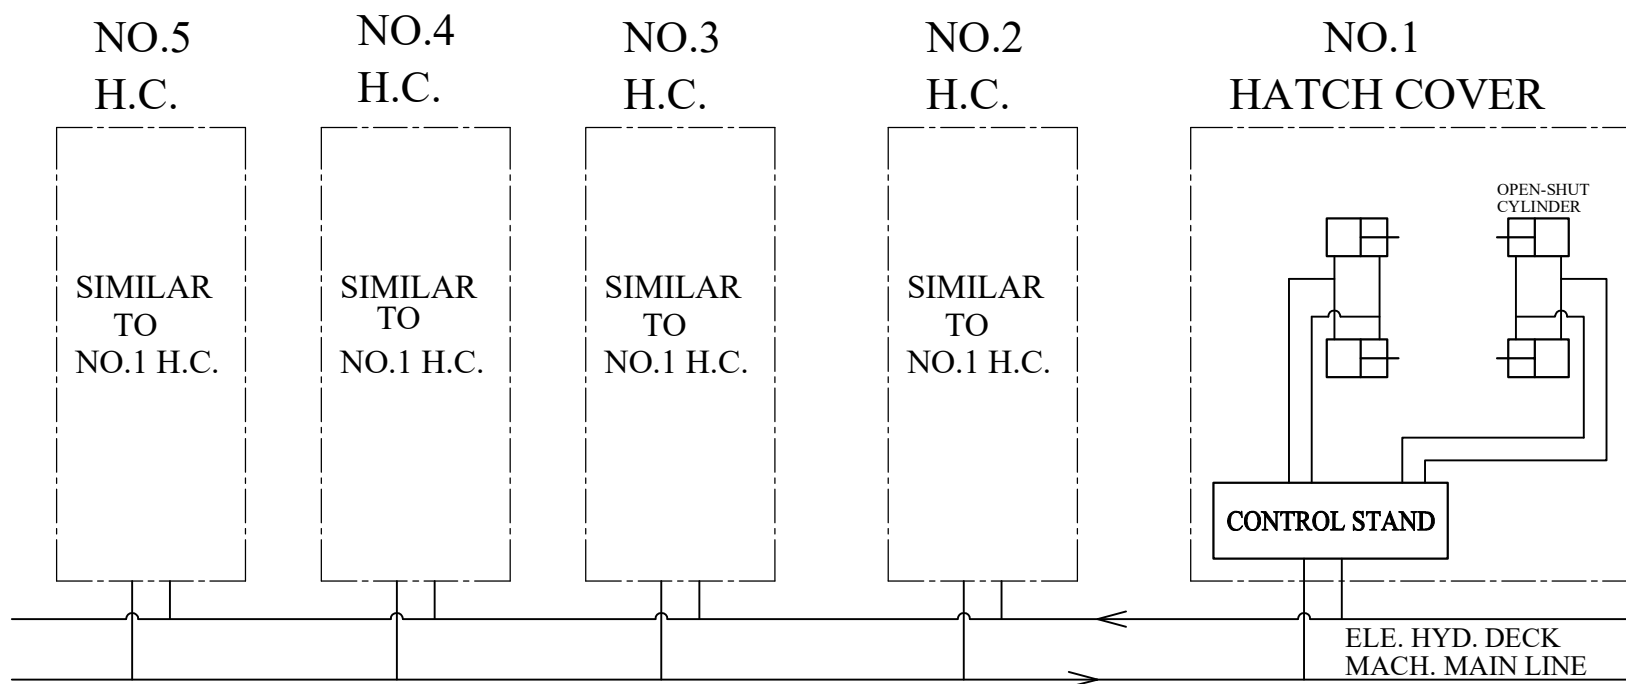 NO.5
H.C.
NO.4
H.C.
NO.3
H.C.
NO.2
H.C.
NO.1
HATCH COVER
SIMILAR
TO
NO.1 H.C.
SIMILAR
TO
NO.1 H.C.
SIMILAR
TO
NO.1 H.C.
SIMILAR
TO
NO.1 H.C.
OPEN-SHUT
CYLINDER
CONTROL STAND
ELE. HYD. DECK
MACH. MAIN LINE